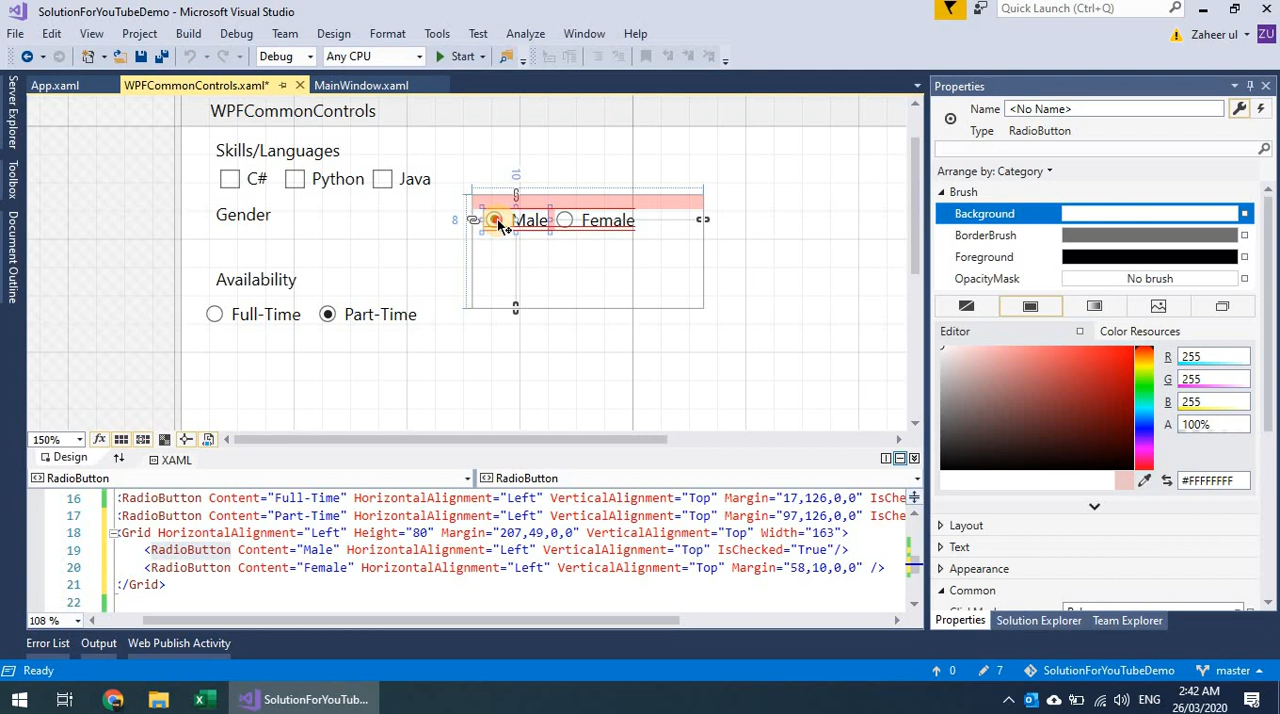 SolutionForYouTubeDemo - Microsoft Visual Studio
Quick Launch (Ctrl+Q)
File Edit View Project Build Debug Team Design Format Tools Test Analyze Window Help
Zaheer ul ZU
Debug Any CPU Start
App.xaml WPFCommonControls.xaml* MainWindow.xaml
Server Explorer
Toolbox
Document Outline
WPFCommonControls
Skills/Languages
C# Python Java
Gender
10
8
Male Female
Availability
Full-Time Part-Time
150%
Design XAML
RadioButton RadioButton
16 <RadioButton Content="Full-Time" HorizontalAlignment="Left" VerticalAlignment="Top" Margin="17,126,0,0" IsChe
17 <RadioButton Content="Part-Time" HorizontalAlignment="Left" VerticalAlignment="Top" Margin="97,126,0,0" IsChe
18 <Grid HorizontalAlignment="Left" Height="80" Margin="207,49,0,0" VerticalAlignment="Top" Width="163">
19 <RadioButton Content="Male" HorizontalAlignment="Left" VerticalAlignment="Top" IsChecked="True"/>
20 <RadioButton Content="Female" HorizontalAlignment="Left" VerticalAlignment="Top" Margin="58,10,0,0" />
21 </Grid>
22
108 %
Properties
Name <No Name>
Type RadioButton
Arrange by: Category
Brush
Background
BorderBrush
Foreground
OpacityMask No brush
Editor Color Resources
R 255
G 255
B 255
A 100%
#FFFFFFFF
Layout
Text
Appearance
Common
Properties Solution Explorer Team Explorer
Error List Output Web Publish Activity
Ready
0 7 SolutionForYouTubeDemo master
SolutionForYouTub...
ENG
2:42 AM
26/03/2020